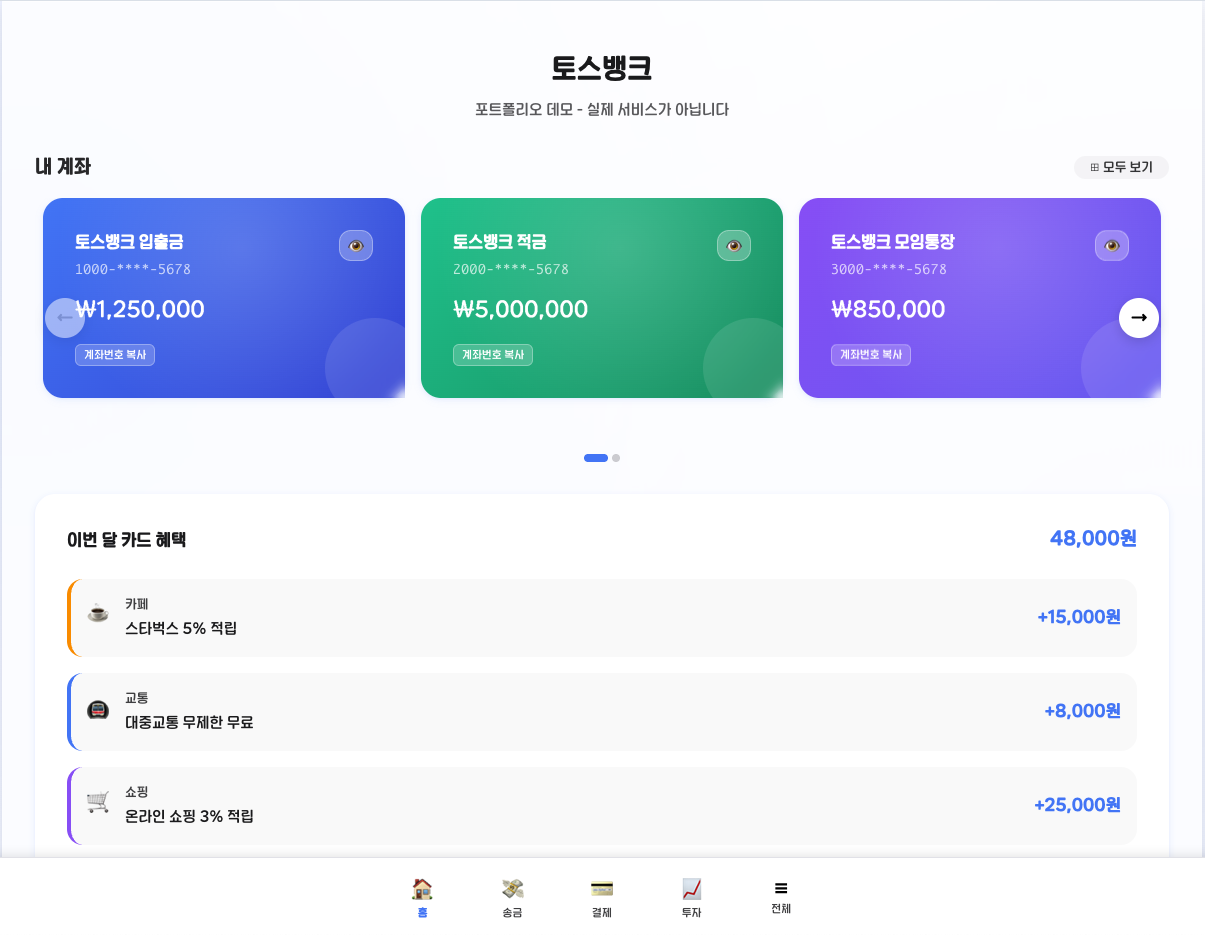 토스뱅크
포트폴리오 데모 - 실제 서비스가 아닙니다
내 계좌
모두 보기
토스뱅크 입출금
1000-****-5678
₩1,250,000
계좌번호 복사
토스뱅크 적금
2000-****-5678
₩5,000,000
계좌번호 복사
토스뱅크 모임통장
3000-****-5678
₩850,000
계좌번호 복사
←
→
이번 달 카드 혜택
48,000원
카페
스타벅스 5% 적립
+15,000원
교통
대중교통 무제한 무료
+8,000원
쇼핑
온라인 쇼핑 3% 적립
+25,000원
홈
송금
결제
투자
전체